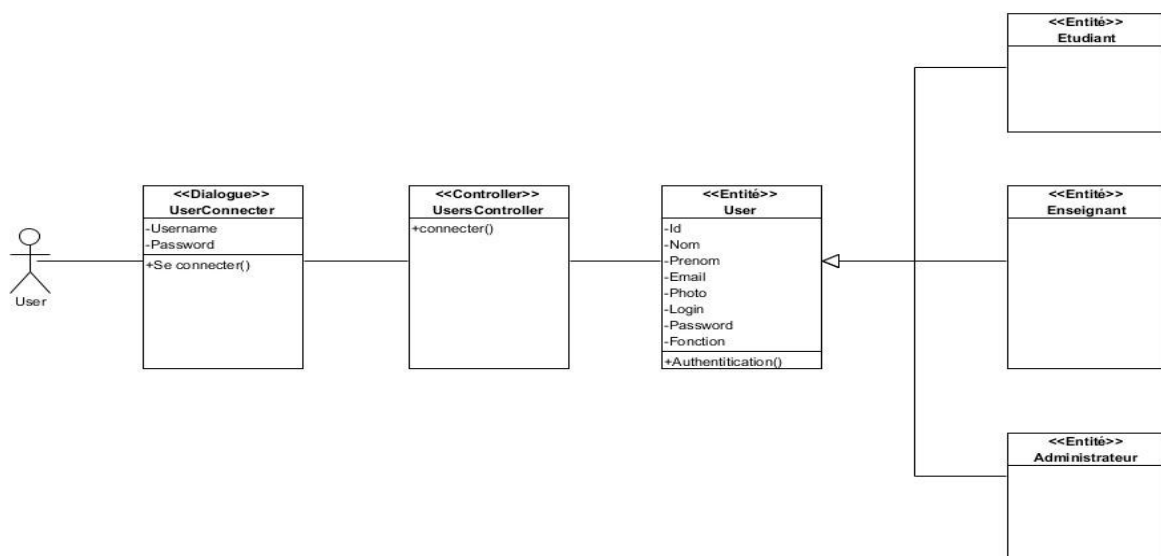 User
<<Dialogue>>
UserConnecter
-Username
-Password
+Se connecter()
<<Controller>>
UsersController
+connecter()
<<Entité>>
User
-Id
-Nom
-Prenom
-Email
-Photo
-Login
-Password
-Fonction
+Authentitication()
<<Entité>>
Etudiant
<<Entité>>
Enseignant
<<Entité>>
Administrateur